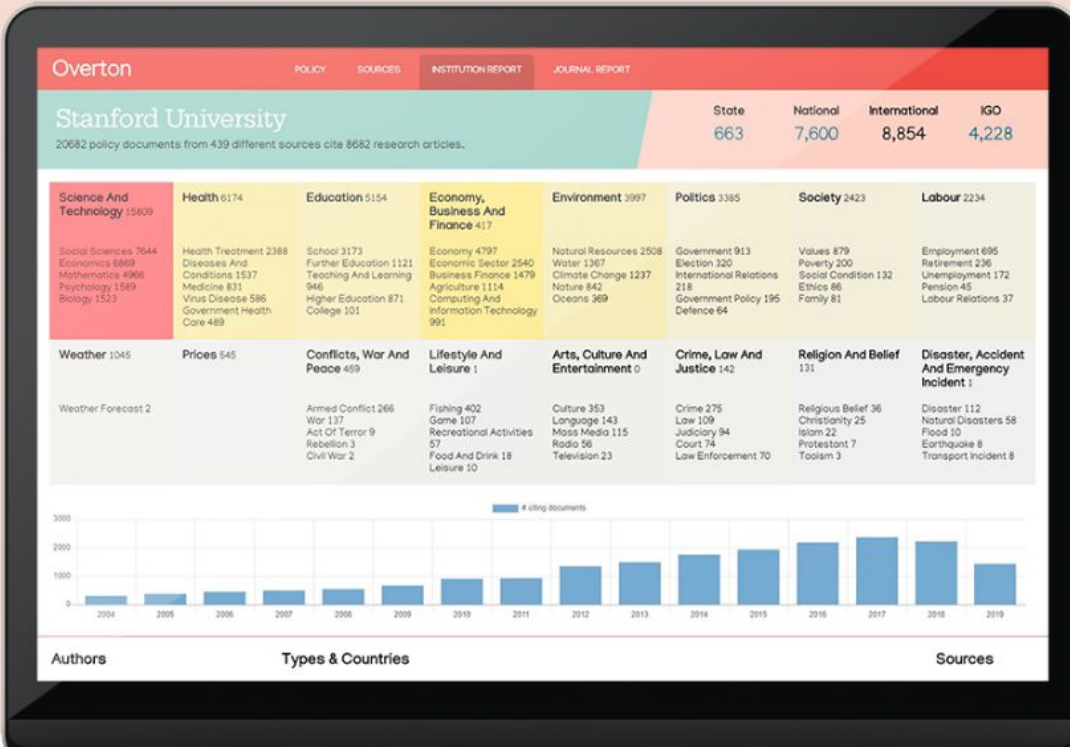 Overton
POLICY SOURCES INSTITUTION REPORT JOURNAL REPORT
Stanford University
20682 policy documents from 439 different sources cite 8682 research articles.
State National International IGO
663 7,600 8,854 4,228
Science And
Technology 15809
Social Sciences 7644
Economics 6869
Mathematics 4966
Psychology 1589
Biology 1523
Health 6174
Health Treatment 2388
Diseases And
Conditions 1537
Medicine 831
Virus Disease 586
Government Health
Care 489
Education 5154
School 3173
Further Education 1121
Teaching And Learning
946
Higher Education 871
College 101
Economy,
Business And
Finance 417
Economy 4797
Economic Sector 2540
Business Finance 1479
Agriculture 1114
Computing And
Information Technology
991
Environment 3997
Natural Resources 2508
Water 1367
Climate Change 1237
Nature 842
Oceans 369
Politics 3385
Government 913
Election 320
International Relations
218
Government Policy 195
Defence 64
Society 2423
Values 879
Poverty 200
Social Condition 132
Ethics 86
Family 81
Labour 2234
Employment 695
Retirement 236
Unemployment 172
Pension 45
Labour Relations 37
Weather 1045
Weather Forecast 2
Prices 545
Conflicts, War And
Peace 459
Armed Conflict 266
War 137
Act Of Terror 9
Rebellion 3
Civil War 2
Lifestyle And
Leisure 1
Fishing 402
Game 107
Recreational Activities
57
Food And Drink 18
Leisure 10
Arts, Culture And
Entertainment 0
Culture 353
Language 143
Mass Media 115
Radio 56
Television 23
Crime, Law And
Justice 142
Crime 275
Law 109
Judiciary 94
Court 74
Law Enforcement 70
Religion And Belief
131
Religious Belief 36
Christianity 25
Islam 22
Protestant 7
Taoism 3
Disaster, Accident
And Emergency
Incident 1
Disaster 112
Natural Disasters 58
Flood 10
Earthquake 8
Transport Incident 8
# citing documents
3000
2000
1000
0
2004 2005 2006 2007 2008 2009 2010 2011 2012 2013 2014 2015 2016 2017 2018 2019
Authors Types & Countries Sources